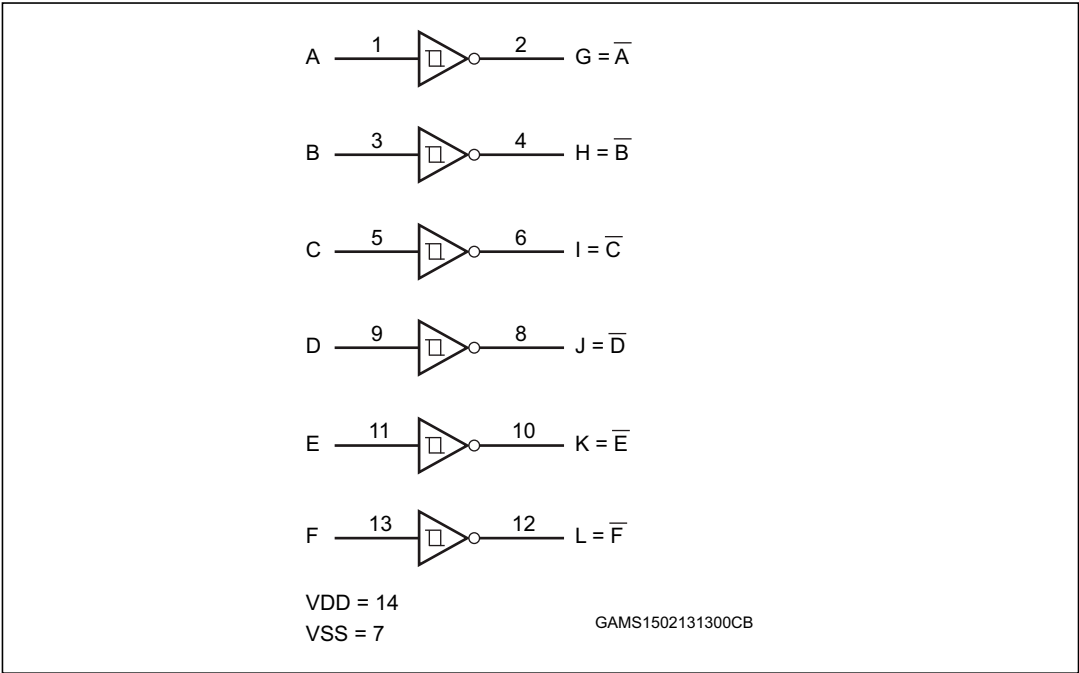 A 1 2 G = A̅
B 3 4 H = B̅
C 5 6 I = C̅
D 9 8 J = D̅
E 11 10 K = E̅
F 13 12 L = F̅
VDD = 14
VSS = 7
GAMS1502131300CB